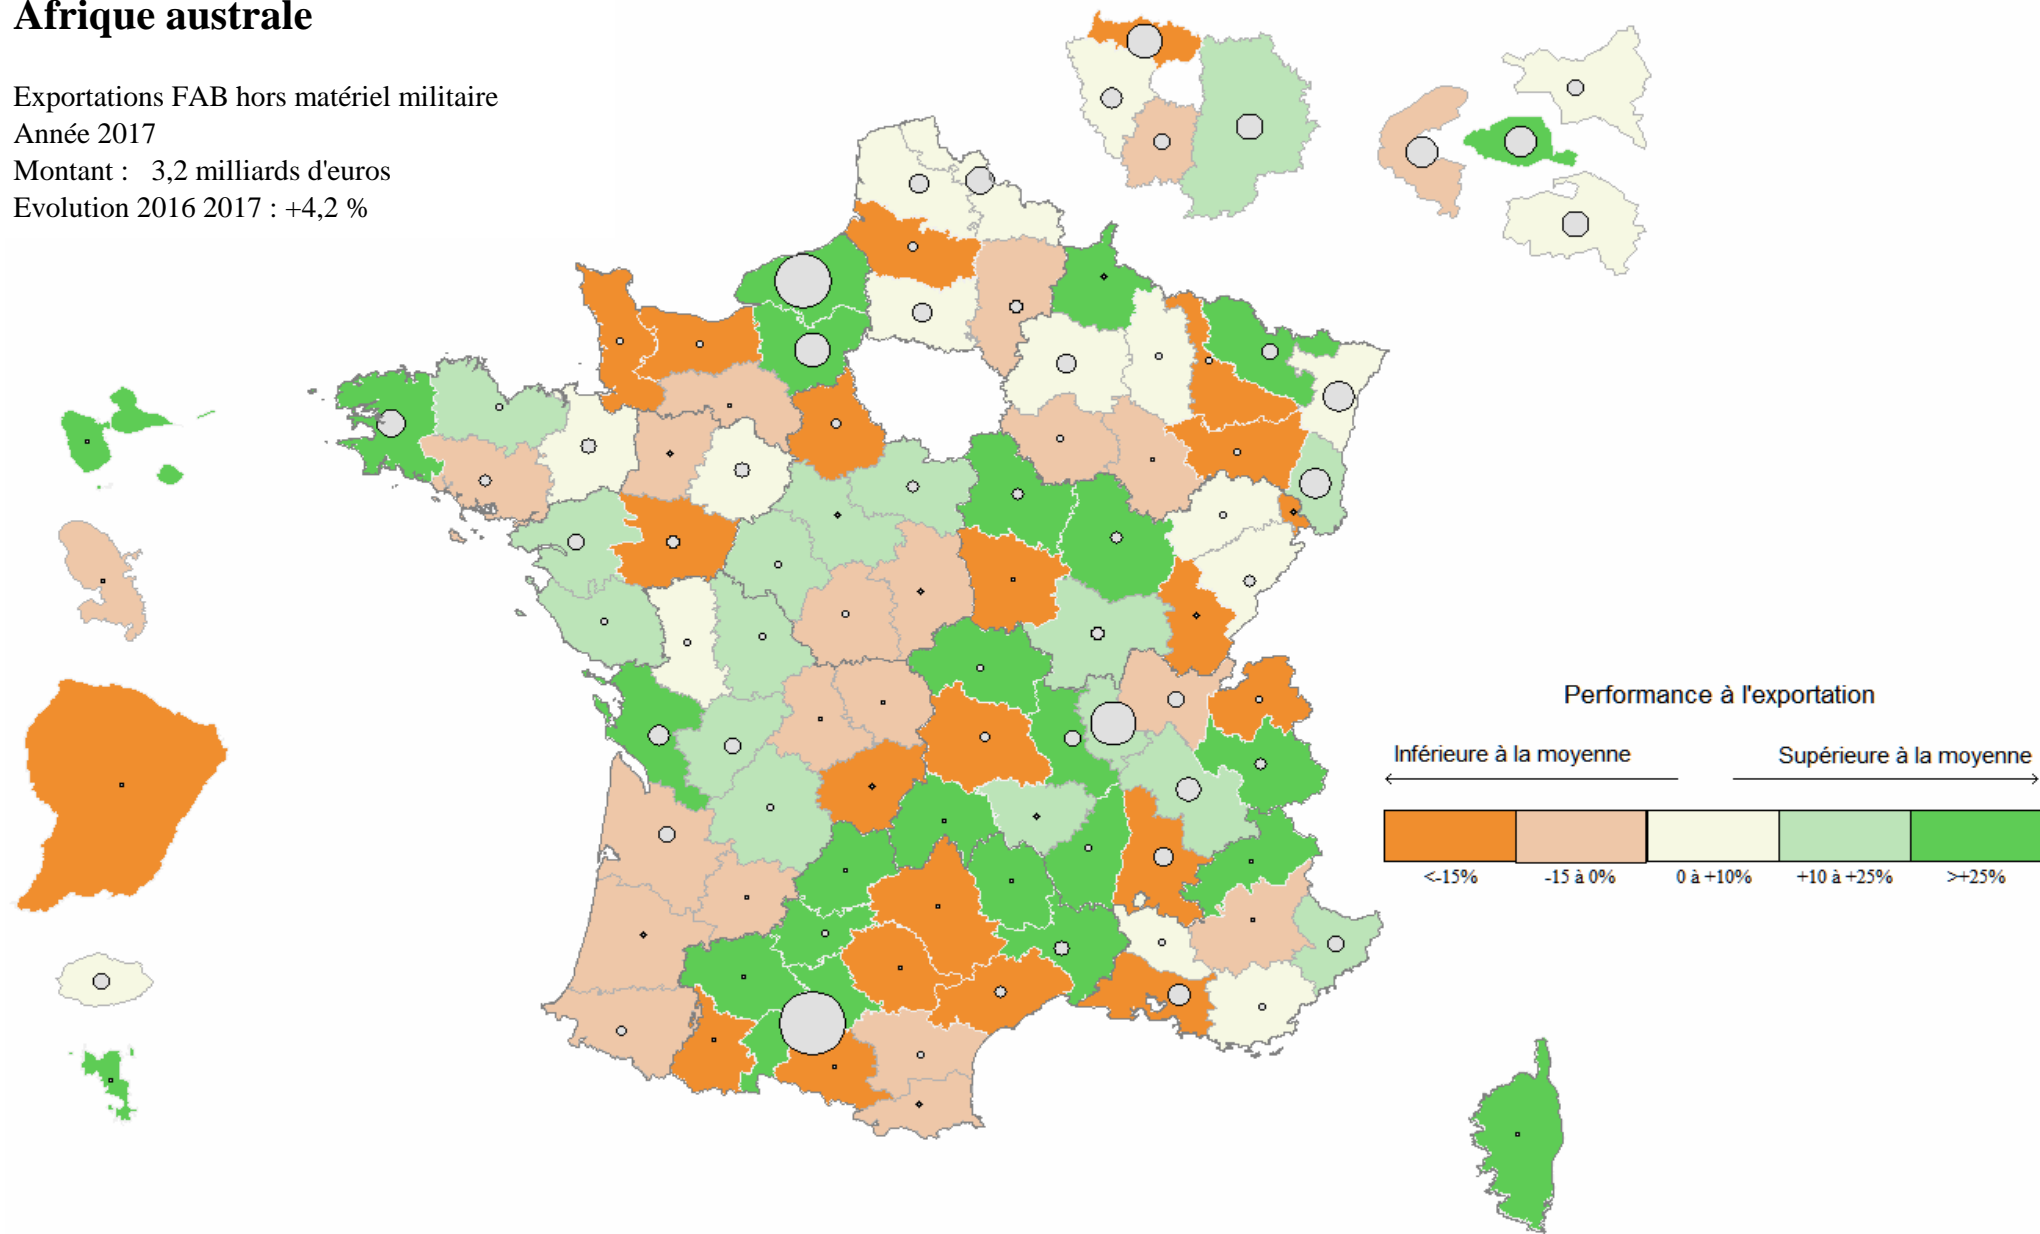 Afrique australe
Exportations FAB hors matériel militaire
Année 2017
Montant : 3,2 milliards d'euros
Evolution 2016 2017 : +4,2 %
Performance à l'exportation
Inférieure à la moyenne
Supérieure à la moyenne
<-15%
-15 à 0%
0 à +10%
+10 à +25%
>+25%